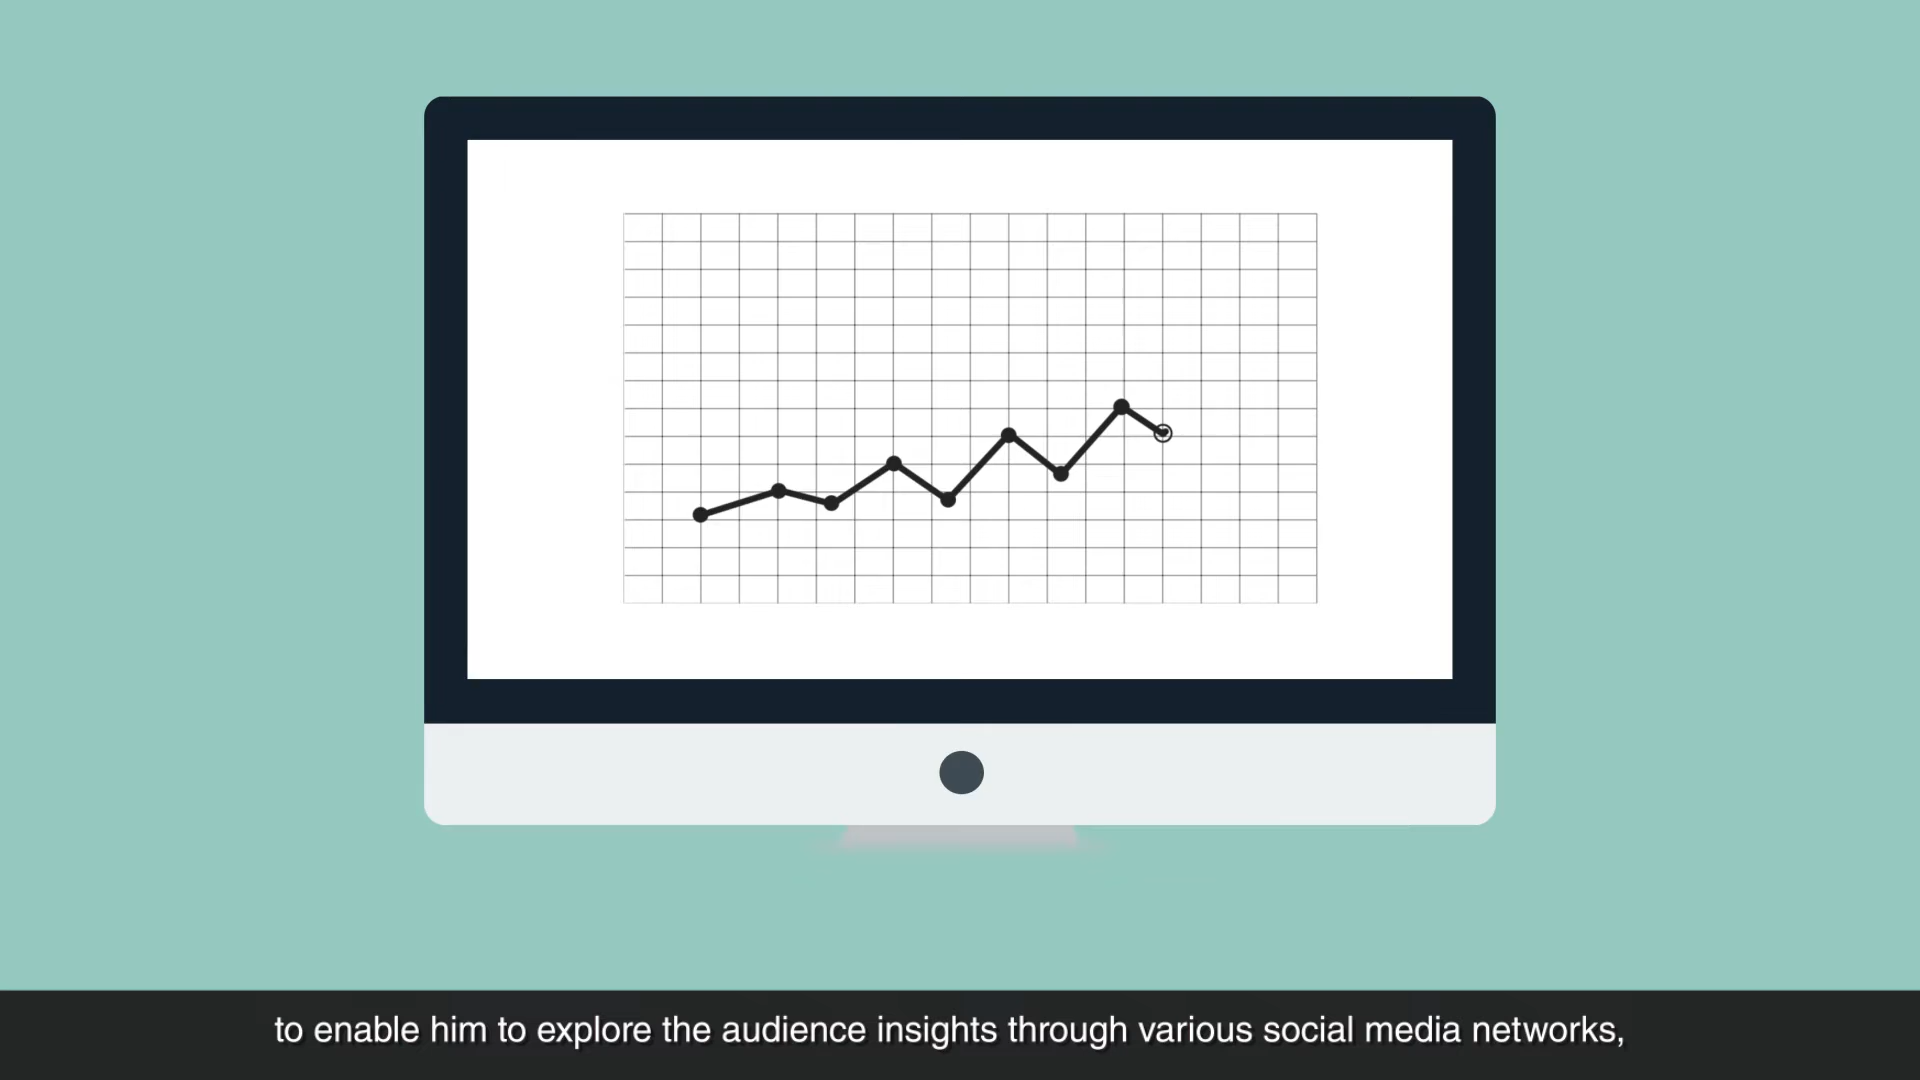 to enable him to explore the audience insights through various social media networks,